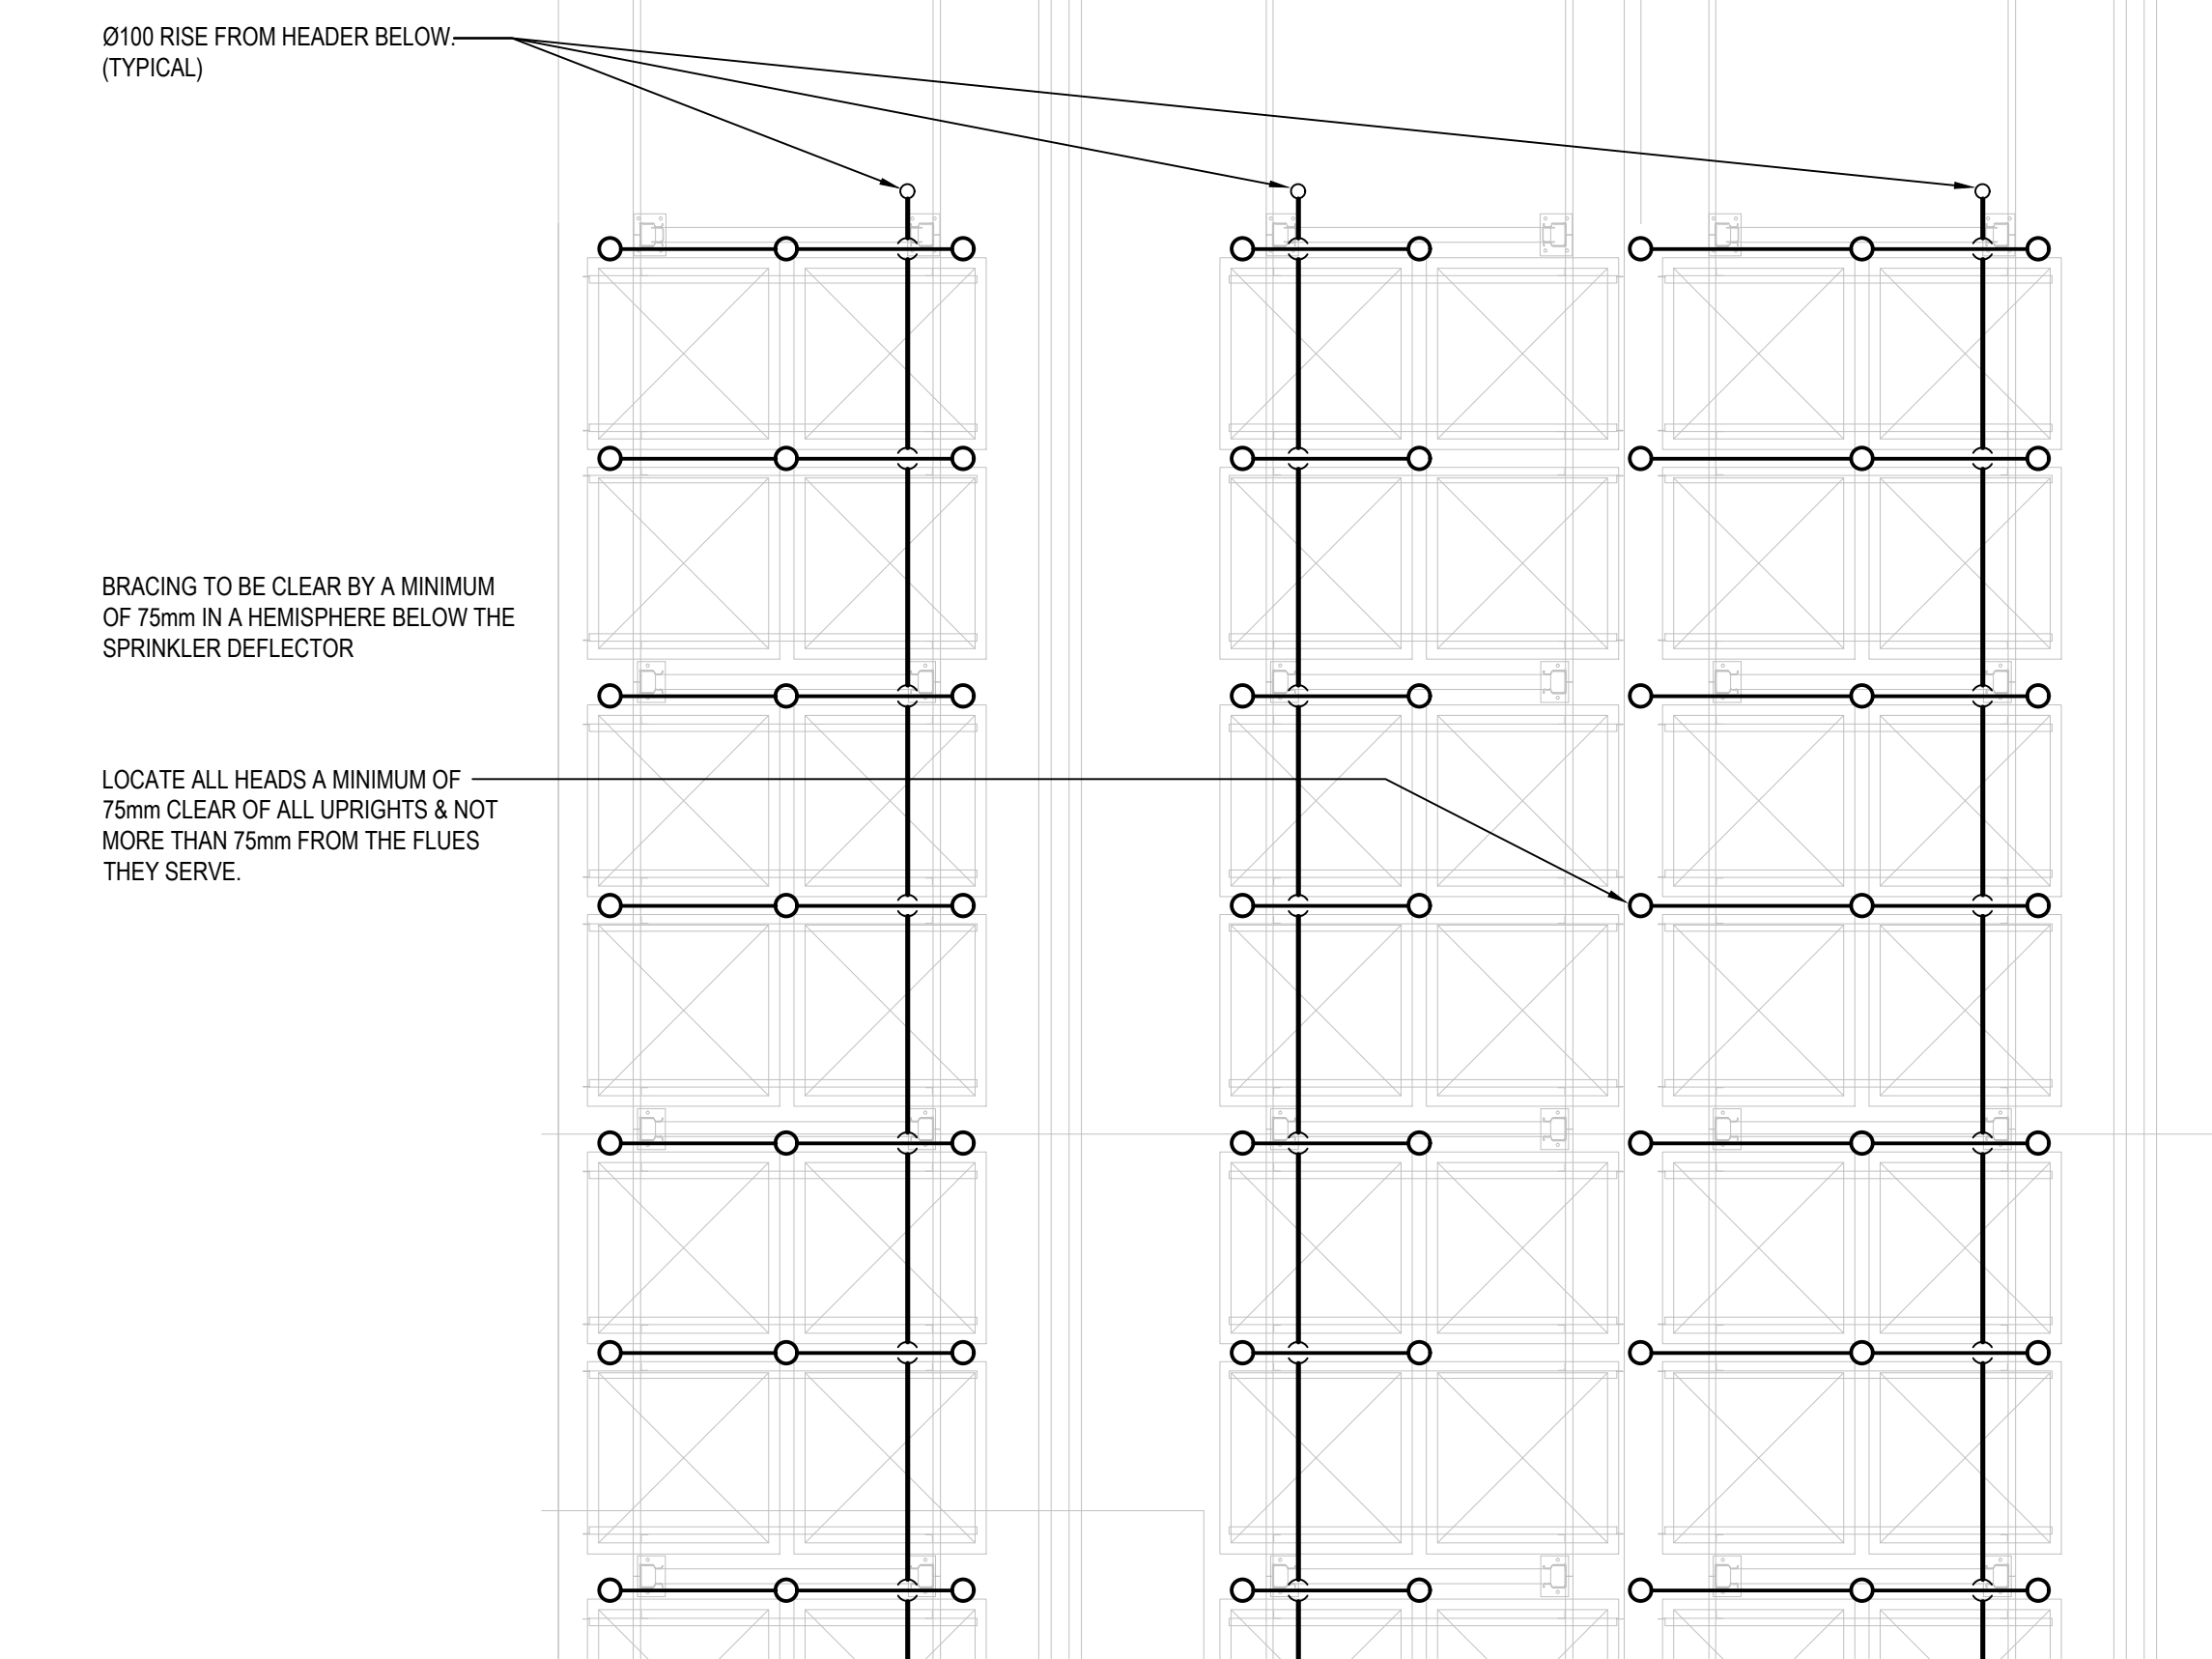 Ø100 RISE FROM HEADER BELOW.
(TYPICAL)
BRACING TO BE CLEAR BY A MINIMUM
OF 75mm IN A HEMISPHERE BELOW THE
SPRINKLER DEFLECTOR
LOCATE ALL HEADS A MINIMUM OF
75mm CLEAR OF ALL UPRIGHTS & NOT
MORE THAN 75mm FROM THE FLUES
THEY SERVE.